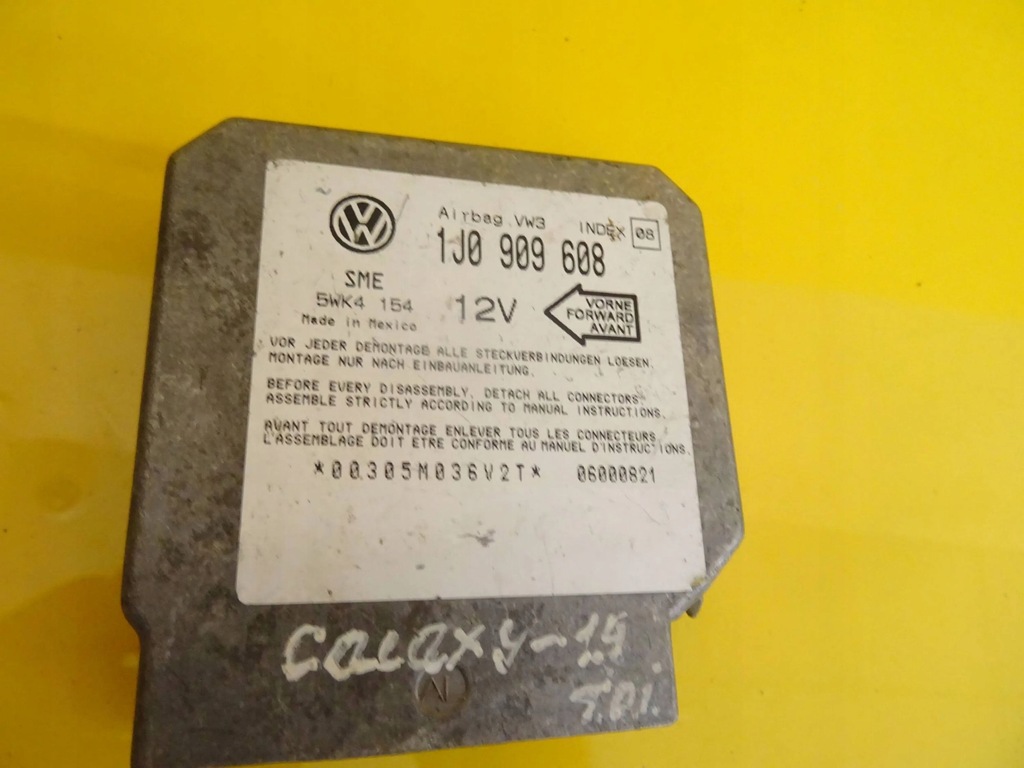 Airbag VW3 INDEX 08
1J0 909 608
SME
5WK4 154 12V
Made in Mexico
VORNE
FORWARD
AVANT
VOR JEDER DEMONTAGE ALLE STECKVERBINDUNGEN LOESEN.
MONTAGE NUR NACH EINBAUANLEITUNG.
BEFORE EVERY DISASSEMBLY, DETACH ALL CONNECTORS.
ASSEMBLE STRICTLY ACCORDING TO MANUAL INSTRUCTIONS.
AVANT TOUT DEMONTAGE ENLEVER TOUS LES CONNECTEURS.
L'ASSEMBLAGE DOIT ETRE CONFORME AU MANUEL D'INSTRUCTIONS.
*00305M036V2T* 06000821
GALAXY-1.9
T.D.I.